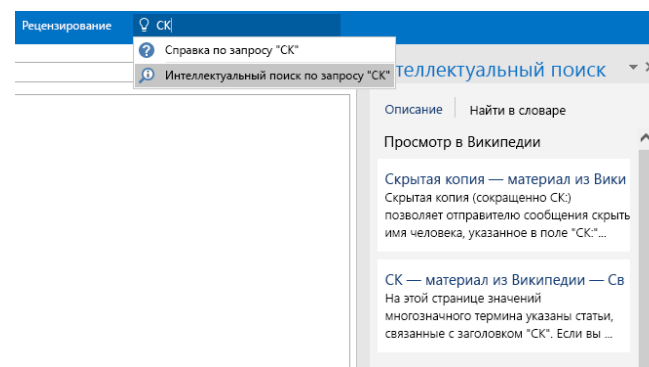 Рецензирование
СК
Справка по запросу "СК"
Интеллектуальный поиск по запросу "СК"
теллектуальный поиск
Описание
Найти в словаре
Просмотр в Википедии
Скрытая копия — материал из Вики
Скрытая копия (сокращенно СК:)
позволяет отправителю сообщения скрыть
имя человека, указанное в поле "СК:"...
СК — материал из Википедии — Св
На этой странице значений
многозначного термина указаны статьи,
связанные с заголовком "СК". Если вы ...